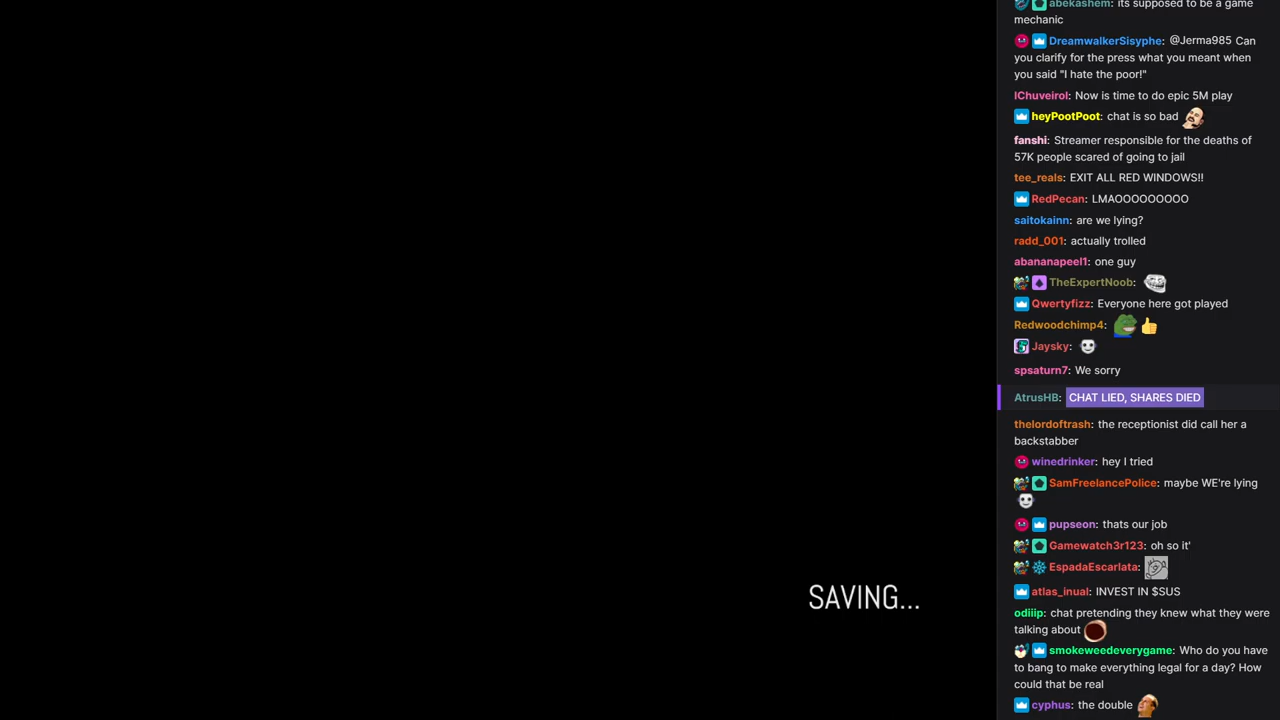 abekashem: its supposed to be a game
mechanic
DreamwalkerSisyphe: @Jerma985 Can
you clarify for the press what you meant when
you said "I hate the poor!"
IChuveirol: Now is time to do epic 5M play
heyPootPoot: chat is so bad
fanshi: Streamer responsible for the deaths of
57K people scared of going to jail
tee_reals: EXIT ALL RED WINDOWS!!
RedPecan: LMAOOOOOOOOO
saitokainn: are we lying?
radd_001: actually trolled
abananapeel1: one guy
TheExpertNoob:
Qwertyfizz: Everyone here got played
Redwoodchimp4:
Jaysky:
spsaturn7: We sorry
AtrusHB: CHAT LIED, SHARES DIED
thelordoftrash: the receptionist did call her a
backstabber
winedrinker: hey I tried
SamFreelancePolice: maybe WE're lying
pupseon: thats our job
Gamewatch3r123: oh so it'
EspadaEscarlata:
SAVING...
atlas_inual: INVEST IN $SUS
odiiip: chat pretending they knew what they were
talking about
smokeweedeverygame: Who do you have
to bang to make everything legal for a day? How
could that be real
cyphus: the double